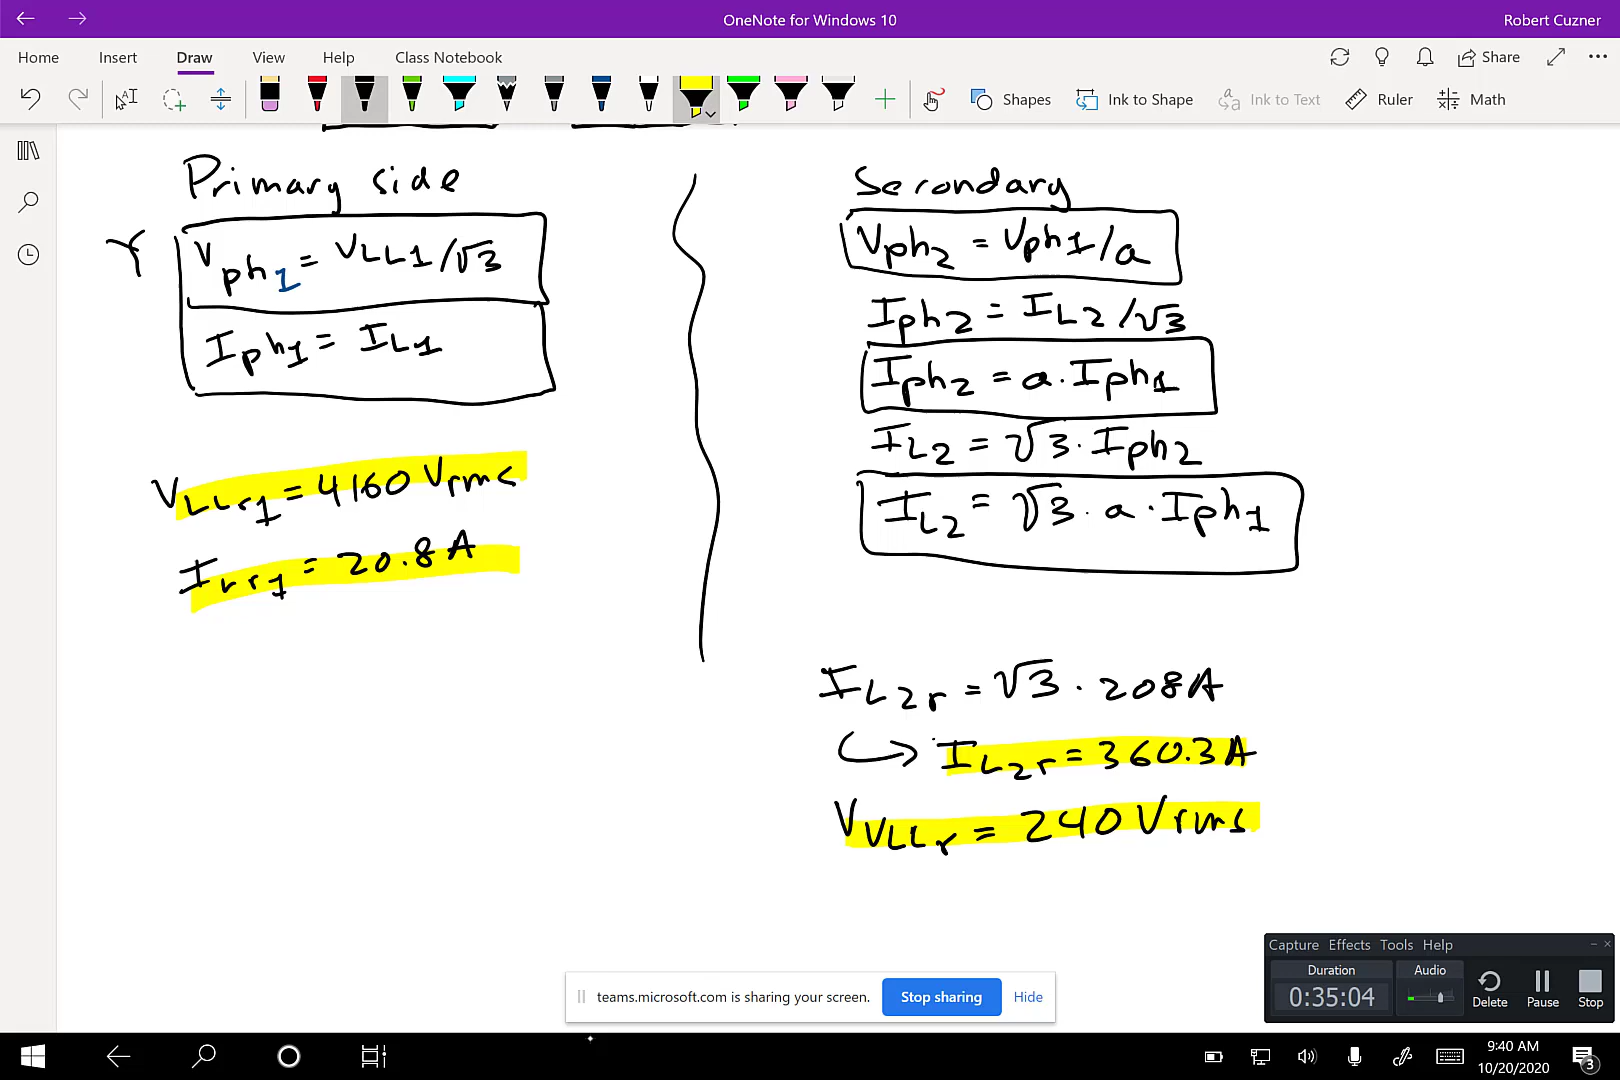 OneNote for Windows 10
Robert Cuzner
Home Insert Draw View Help Class Notebook
Share
Shapes Ink to Shape Ink to Text Ruler Math
Primary side
Y
Vph1 = VLL1/√3
Iph1 = IL1
VLLr1 = 4160 Vrms
ILr1 = 20.8 A
Secondary
Vph2 = Vph1/a
Iph2 = IL2/√3
Iph2 = a · Iph1
IL2 = √3 · Iph2
IL2 = √3 · a · Iph1
IL2r = √3 · 208A
IL2r = 360.3 A
VVLLr = 240 Vrms
Capture Effects Tools Help
Duration Audio
0:35:04
Delete Pause Stop
teams.microsoft.com is sharing your screen. Stop sharing Hide
9:40 AM
10/20/2020
3